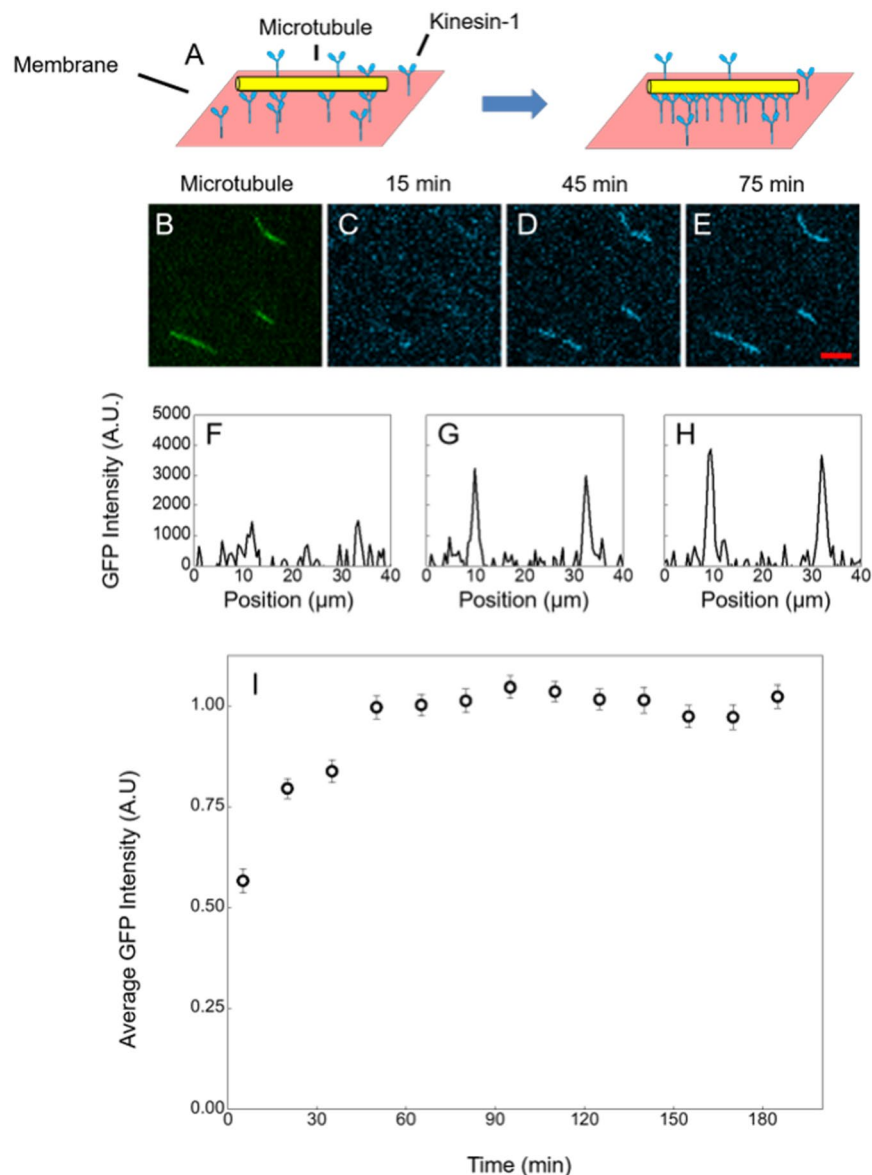 Microtubule
Kinesin-1
A
Membrane
Microtubule 15 min 45 min 75 min
B C D E
GFP Intensity (A.U.)
5000
4000
3000
2000
1000
0
F G H
0 10 20 30 40 0 10 20 30 40 0 10 20 30 40
Position (µm) Position (µm) Position (µm)
I
Average GFP Intensity (A.U)
1.00
0.75
0.50
0.25
0.00
0 30 60 90 120 150 180
Time (min)